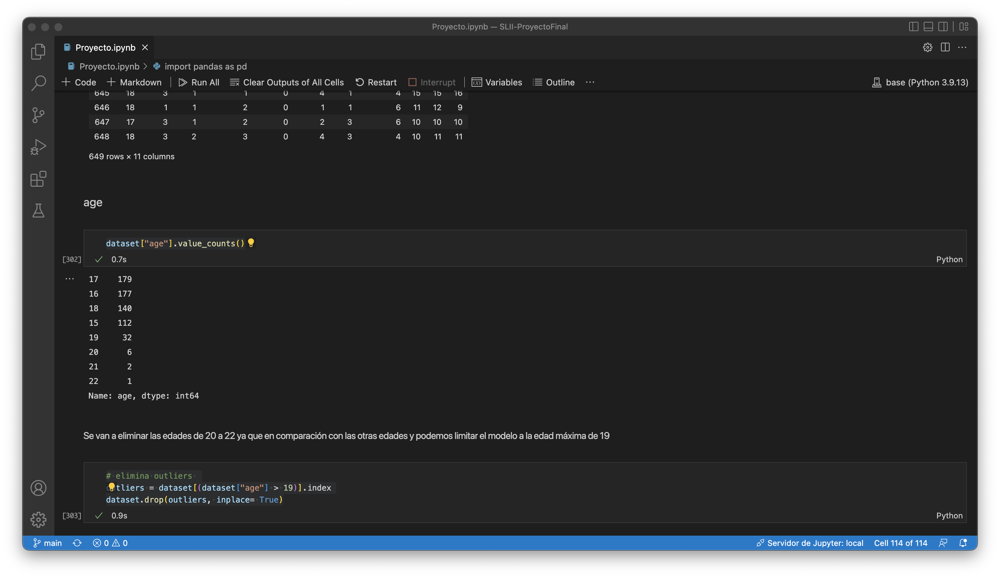 Proyecto.ipynb — SLII-ProyectoFinal
Proyecto.ipynb
Proyecto.ipynb > import pandas as pd
Code Markdown Run All Clear Outputs of All Cells Restart Interrupt Variables Outline ... base (Python 3.9.13)
645 18 3 1 1 0 4 1 4 15 15 16
646 18 1 1 2 0 1 1 6 11 12 9
647 17 3 1 2 0 2 3 6 10 10 10
648 18 3 2 3 0 4 3 4 10 11 11
649 rows × 11 columns
age
dataset["age"].value_counts()
[302] 0.7s Python
17 179
16 177
18 140
15 112
19 32
20 6
21 2
22 1
Name: age, dtype: int64
Se van a eliminar las edades de 20 a 22 ya que en comparación con las otras edades y podemos limitar el modelo a la edad máxima de 19
# elimina outliers
outliers = dataset[(dataset["age"] > 19)].index
dataset.drop(outliers, inplace= True)
[303] 0.9s Python
main 0 0 Servidor de Jupyter: local Cell 114 of 114